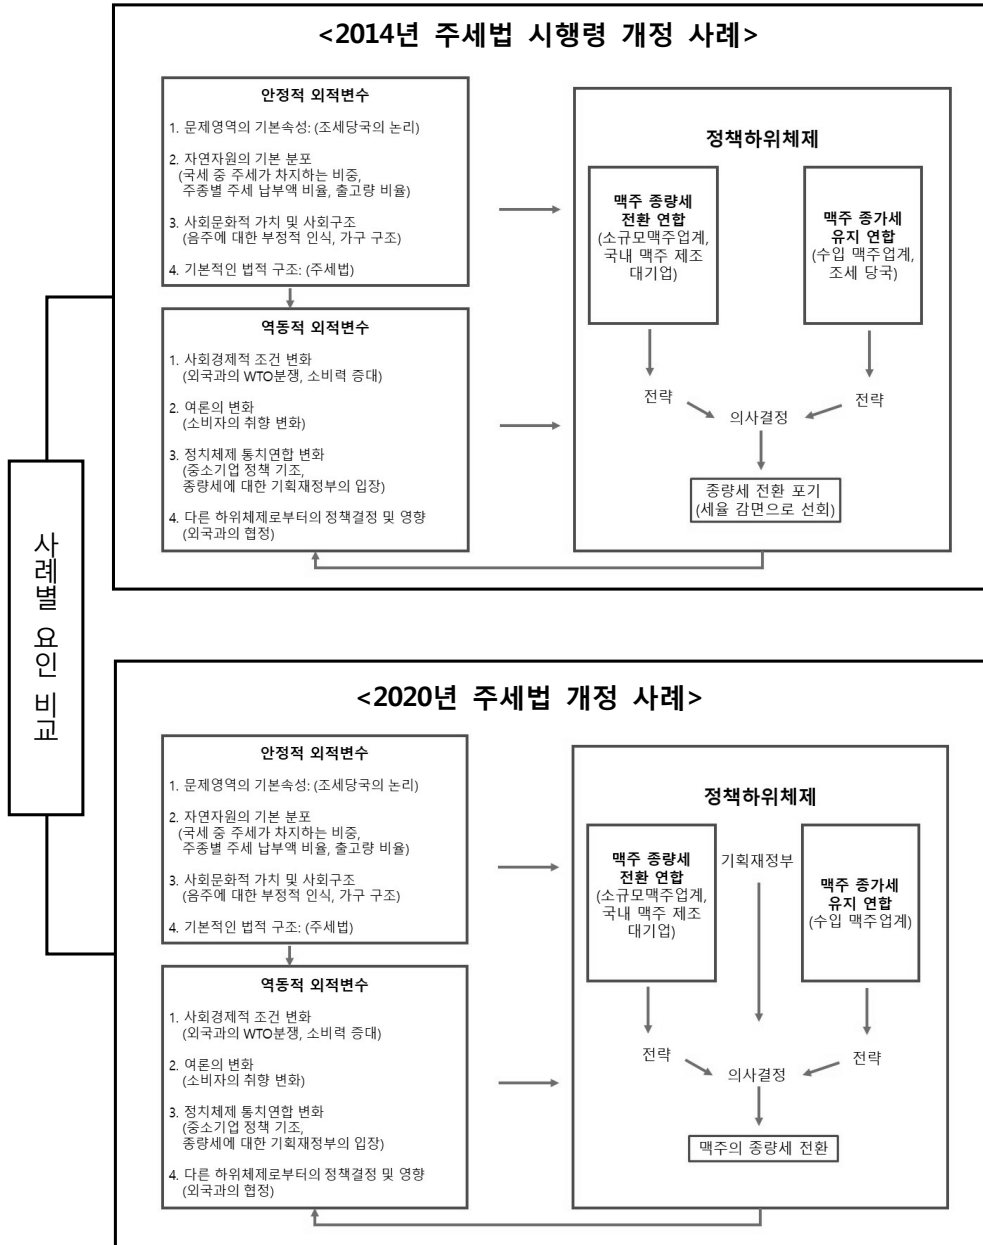 사례별 요인 비교
<2014년 주세법 시행령 개정 사례>
안정적 외적변수
1. 문제영역의 기본속성: (조세당국의 논리)
2. 자연자원의 기본 분포
(국세 중 주세가 차지하는 비중,
주종별 주세 납부액 비율, 출고량 비율)
3. 사회문화적 가치 및 사회구조
(음주에 대한 부정적 인식, 가구 구조)
4. 기본적인 법적 구조: (주세법)
역동적 외적변수
1. 사회경제적 조건 변화
(외국과의 WTO분쟁, 소비력 증대)
2. 여론의 변화
(소비자의 취향 변화)
3. 정치체제 통치연합 변화
(중소기업 정책 기조,
종량세에 대한 기획재정부의 입장)
4. 다른 하위체제로부터의 정책결정 및 영향
(외국과의 협정)
정책하위체제
맥주 종량세
전환 연합
(소규모맥주업계,
국내 맥주 제조
대기업)
맥주 종가세
유지 연합
(수입 맥주업계,
조세 당국)
전략
전략
의사결정
종량세 전환 포기
(세율 감면으로 선회)
<2020년 주세법 개정 사례>
안정적 외적변수
1. 문제영역의 기본속성: (조세당국의 논리)
2. 자연자원의 기본 분포
(국세 중 주세가 차지하는 비중,
주종별 주세 납부액 비율, 출고량 비율)
3. 사회문화적 가치 및 사회구조
(음주에 대한 부정적 인식, 가구 구조)
4. 기본적인 법적 구조: (주세법)
역동적 외적변수
1. 사회경제적 조건 변화
(외국과의 WTO분쟁, 소비력 증대)
2. 여론의 변화
(소비자의 취향 변화)
3. 정치체제 통치연합 변화
(중소기업 정책 기조,
종량세에 대한 기획재정부의 입장)
4. 다른 하위체제로부터의 정책결정 및 영향
(외국과의 협정)
정책하위체제
맥주 종량세
전환 연합
(소규모맥주업계,
국내 맥주 제조
대기업)
기획재정부
맥주 종가세
유지 연합
(수입 맥주업계)
전략
전략
의사결정
맥주의 종량세 전환